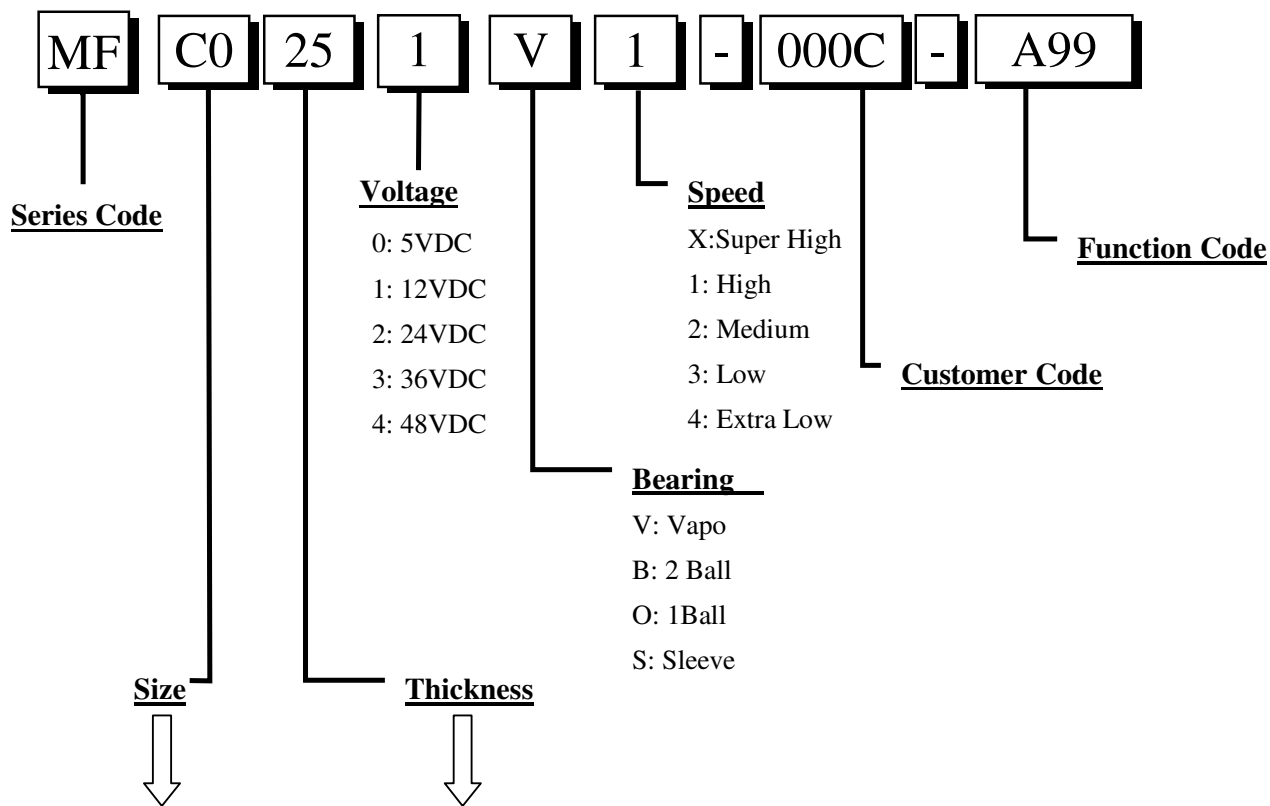 MF C0 25 1 V 1 - 000C - A99
Series Code
Voltage
0: 5VDC
1: 12VDC
2: 24VDC
3: 36VDC
4: 48VDC
Speed
X:Super High
1: High
2: Medium
3: Low
4: Extra Low
Function Code
Customer Code
Bearing
V: Vapo
B: 2 Ball
O: 1Ball
S: Sleeve
Size
Thickness